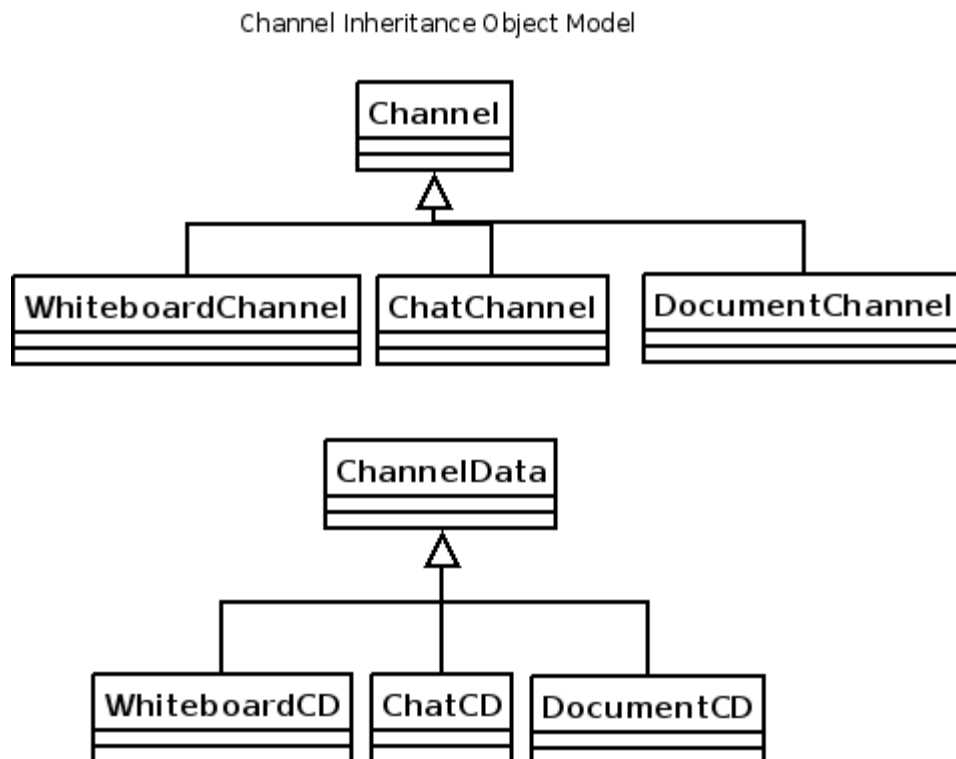 Channel Inheritance Object Model
Channel
WhiteboardChannel
ChatChannel
DocumentChannel
ChannelData
WhiteboardCD
ChatCD
DocumentCD